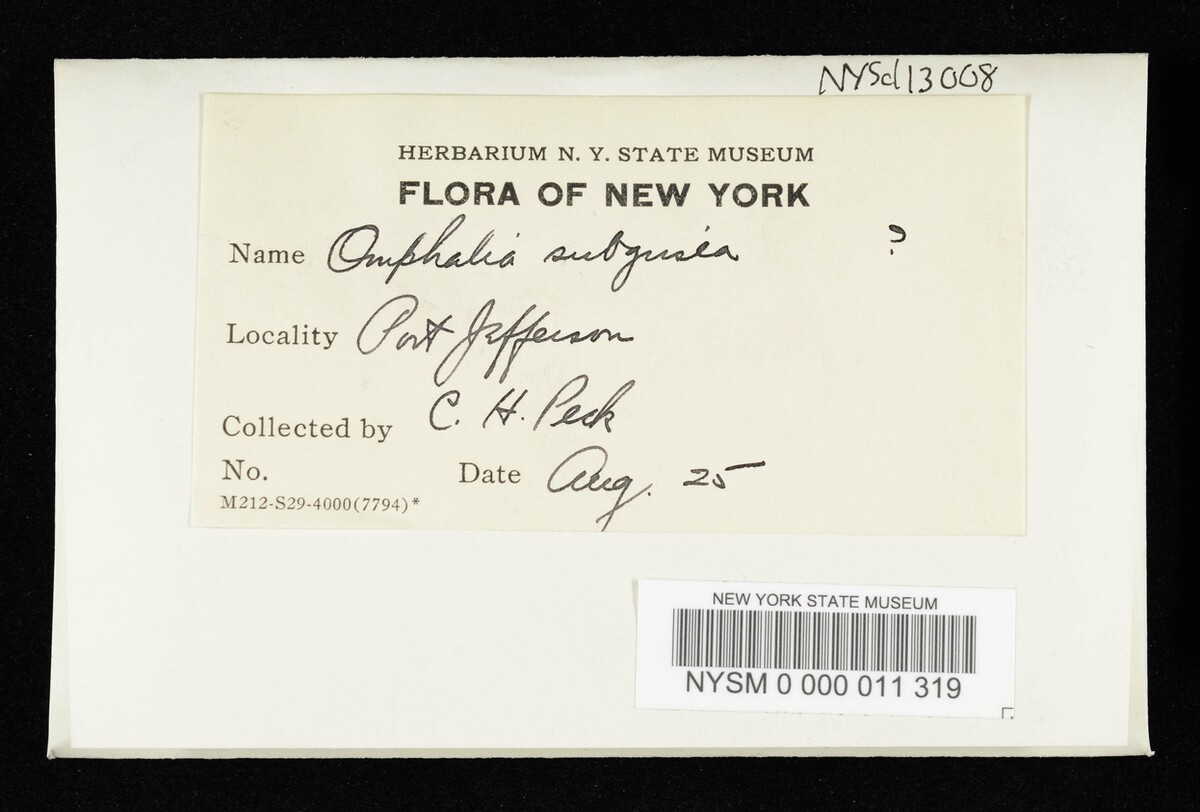 NYSd13008
HERBARIUM N. Y. STATE MUSEUM
FLORA OF NEW YORK
Name Omphalia subgrisea ?
Locality Port Jefferson
Collected by C. H. Peck
No. Date Aug. 25
M212-S29-4000(7794)*
NEW YORK STATE MUSEUM
NYSM 0 000 011 319